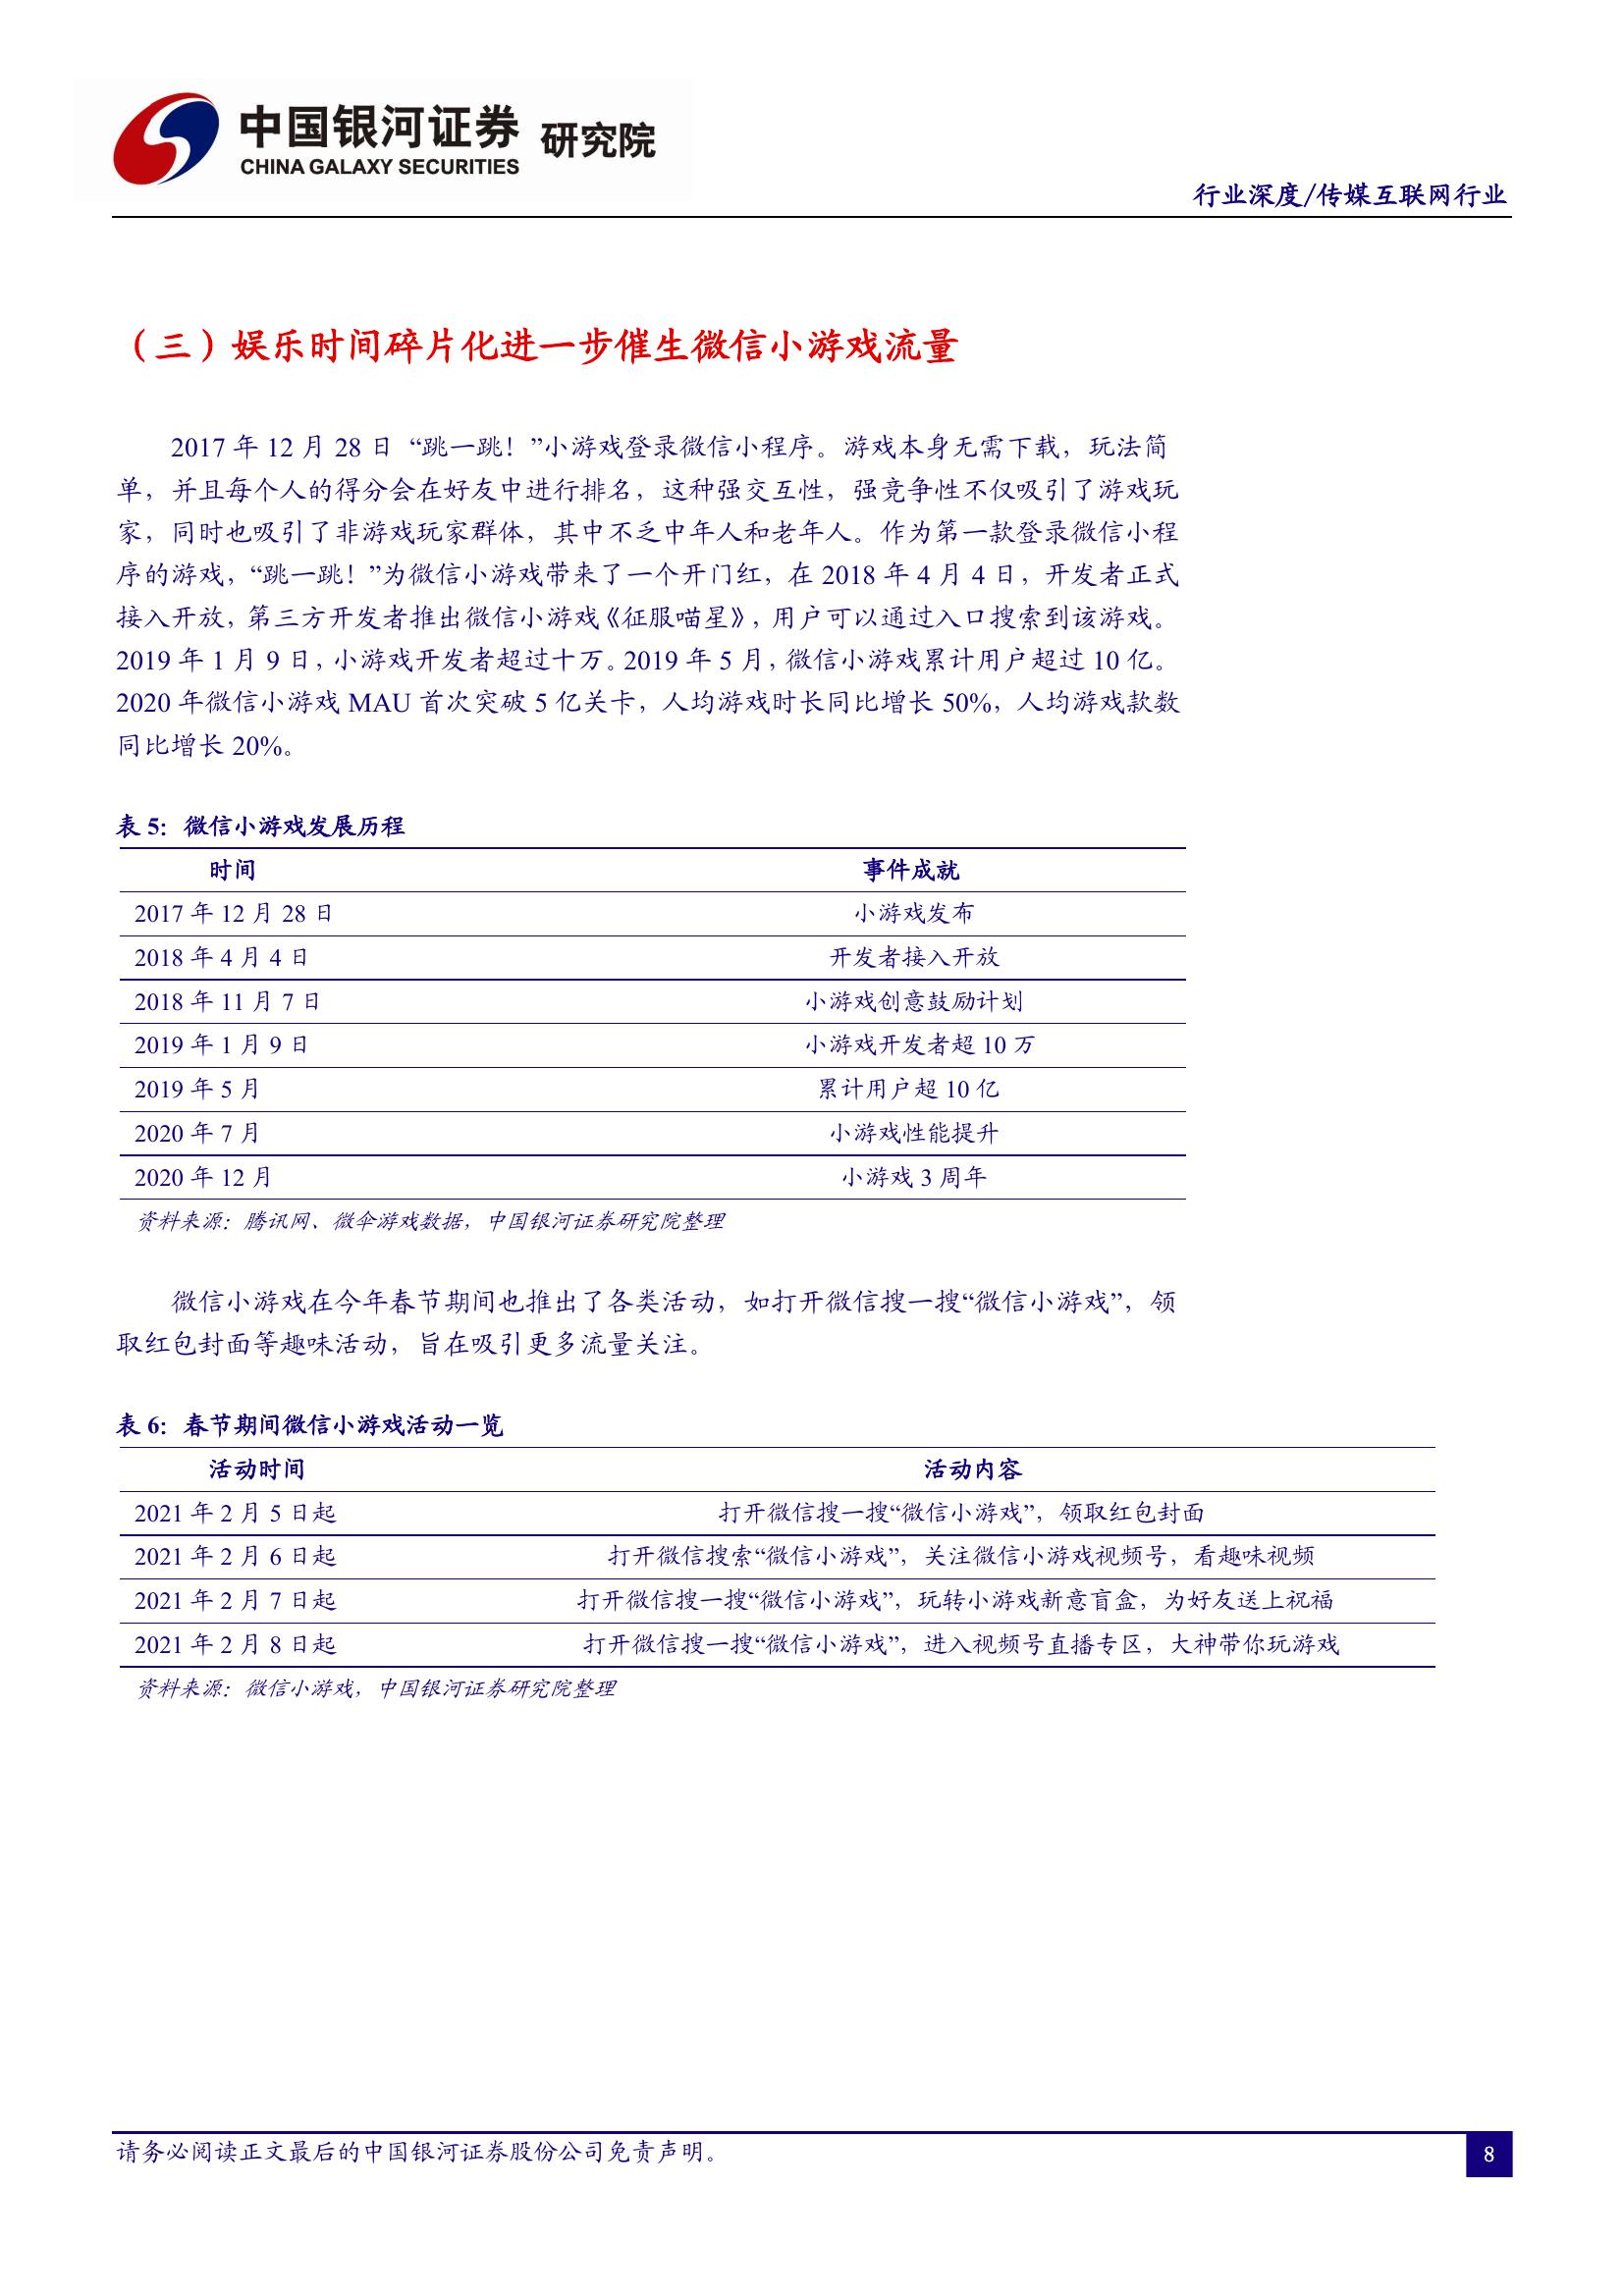 中国银河证券 研究院
CHINA GALAXY SECURITIES
行业深度/传媒互联网行业
（三）娱乐时间碎片化进一步催生微信小游戏流量
2017 年 12 月 28 日 “跳一跳！”小游戏登录微信小程序。游戏本身无需下载，玩法简
单，并且每个人的得分会在好友中进行排名，这种强交互性，强竞争性不仅吸引了游戏玩
家，同时也吸引了非游戏玩家群体，其中不乏中年人和老年人。作为第一款登录微信小程
序的游戏，“跳一跳！”为微信小游戏带来了一个开门红，在 2018 年 4 月 4 日，开发者正式
接入开放，第三方开发者推出微信小游戏《征服喵星》，用户可以通过入口搜索到该游戏。
2019 年 1 月 9 日，小游戏开发者超过十万。2019 年 5 月，微信小游戏累计用户超过 10 亿。
2020 年微信小游戏 MAU 首次突破 5 亿关卡，人均游戏时长同比增长 50%，人均游戏款数
同比增长 20%。
表 5：微信小游戏发展历程
时间 事件成就
2017 年 12 月 28 日 小游戏发布
2018 年 4 月 4 日 开发者接入开放
2018 年 11 月 7 日 小游戏创意鼓励计划
2019 年 1 月 9 日 小游戏开发者超 10 万
2019 年 5 月 累计用户超 10 亿
2020 年 7 月 小游戏性能提升
2020 年 12 月 小游戏 3 周年
资料来源：腾讯网、微伞游戏数据，中国银河证券研究院整理
微信小游戏在今年春节期间也推出了各类活动，如打开微信搜一搜“微信小游戏”，领
取红包封面等趣味活动，旨在吸引更多流量关注。
表 6：春节期间微信小游戏活动一览
活动时间 活动内容
2021 年 2 月 5 日起 打开微信搜一搜“微信小游戏”，领取红包封面
2021 年 2 月 6 日起 打开微信搜索“微信小游戏”，关注微信小游戏视频号，看趣味视频
2021 年 2 月 7 日起 打开微信搜一搜“微信小游戏”，玩转小游戏新意盲盒，为好友送上祝福
2021 年 2 月 8 日起 打开微信搜一搜“微信小游戏”，进入视频号直播专区，大神带你玩游戏
资料来源：微信小游戏，中国银河证券研究院整理
请务必阅读正文最后的中国银河证券股份公司免责声明。
8